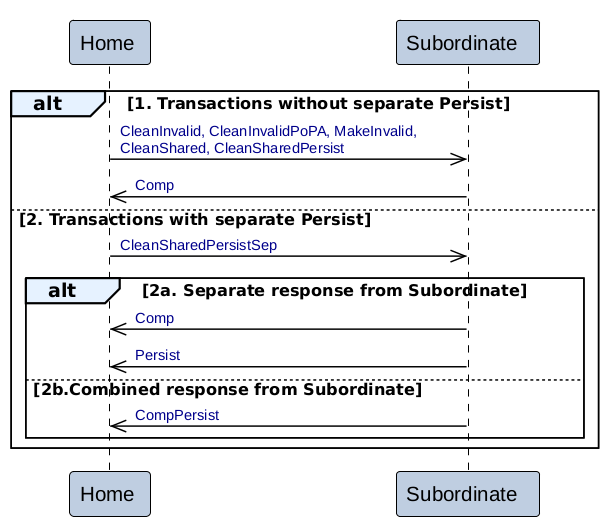 Home
Subordinate
alt
[1. Transactions without separate Persist]
CleanInvalid, CleanInvalidPoPA, MakeInvalid,
CleanShared, CleanSharedPersist
Comp
[2. Transactions with separate Persist]
CleanSharedPersistSep
alt
[2a. Separate response from Subordinate]
Comp
Persist
[2b.Combined response from Subordinate]
CompPersist
Home
Subordinate